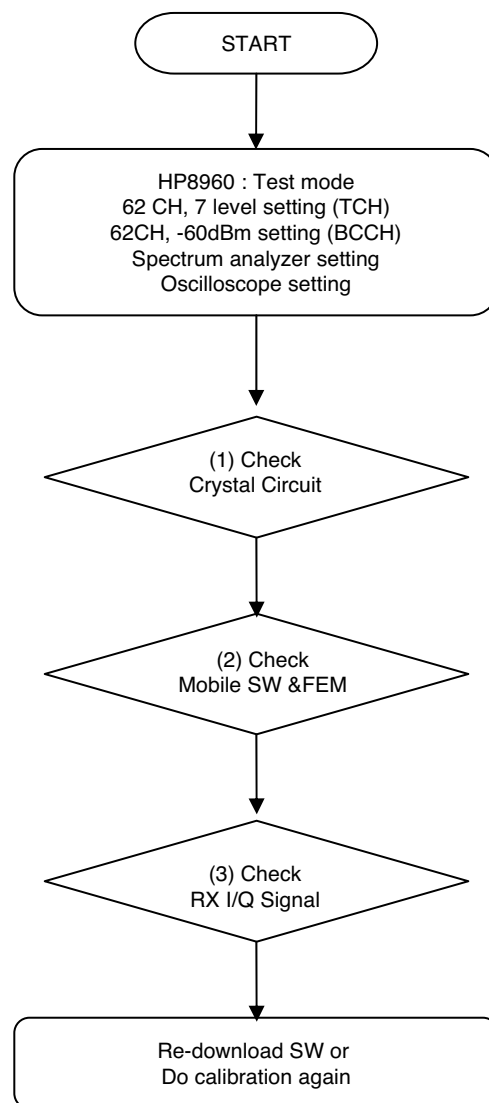 START
HP8960 : Test mode
62 CH, 7 level setting (TCH)
62CH, -60dBm setting (BCCH)
Spectrum analyzer setting
Oscilloscope setting
(1) Check
Crystal Circuit
(2) Check
Mobile SW &FEM
(3) Check
RX I/Q Signal
Re-download SW or
Do calibration again